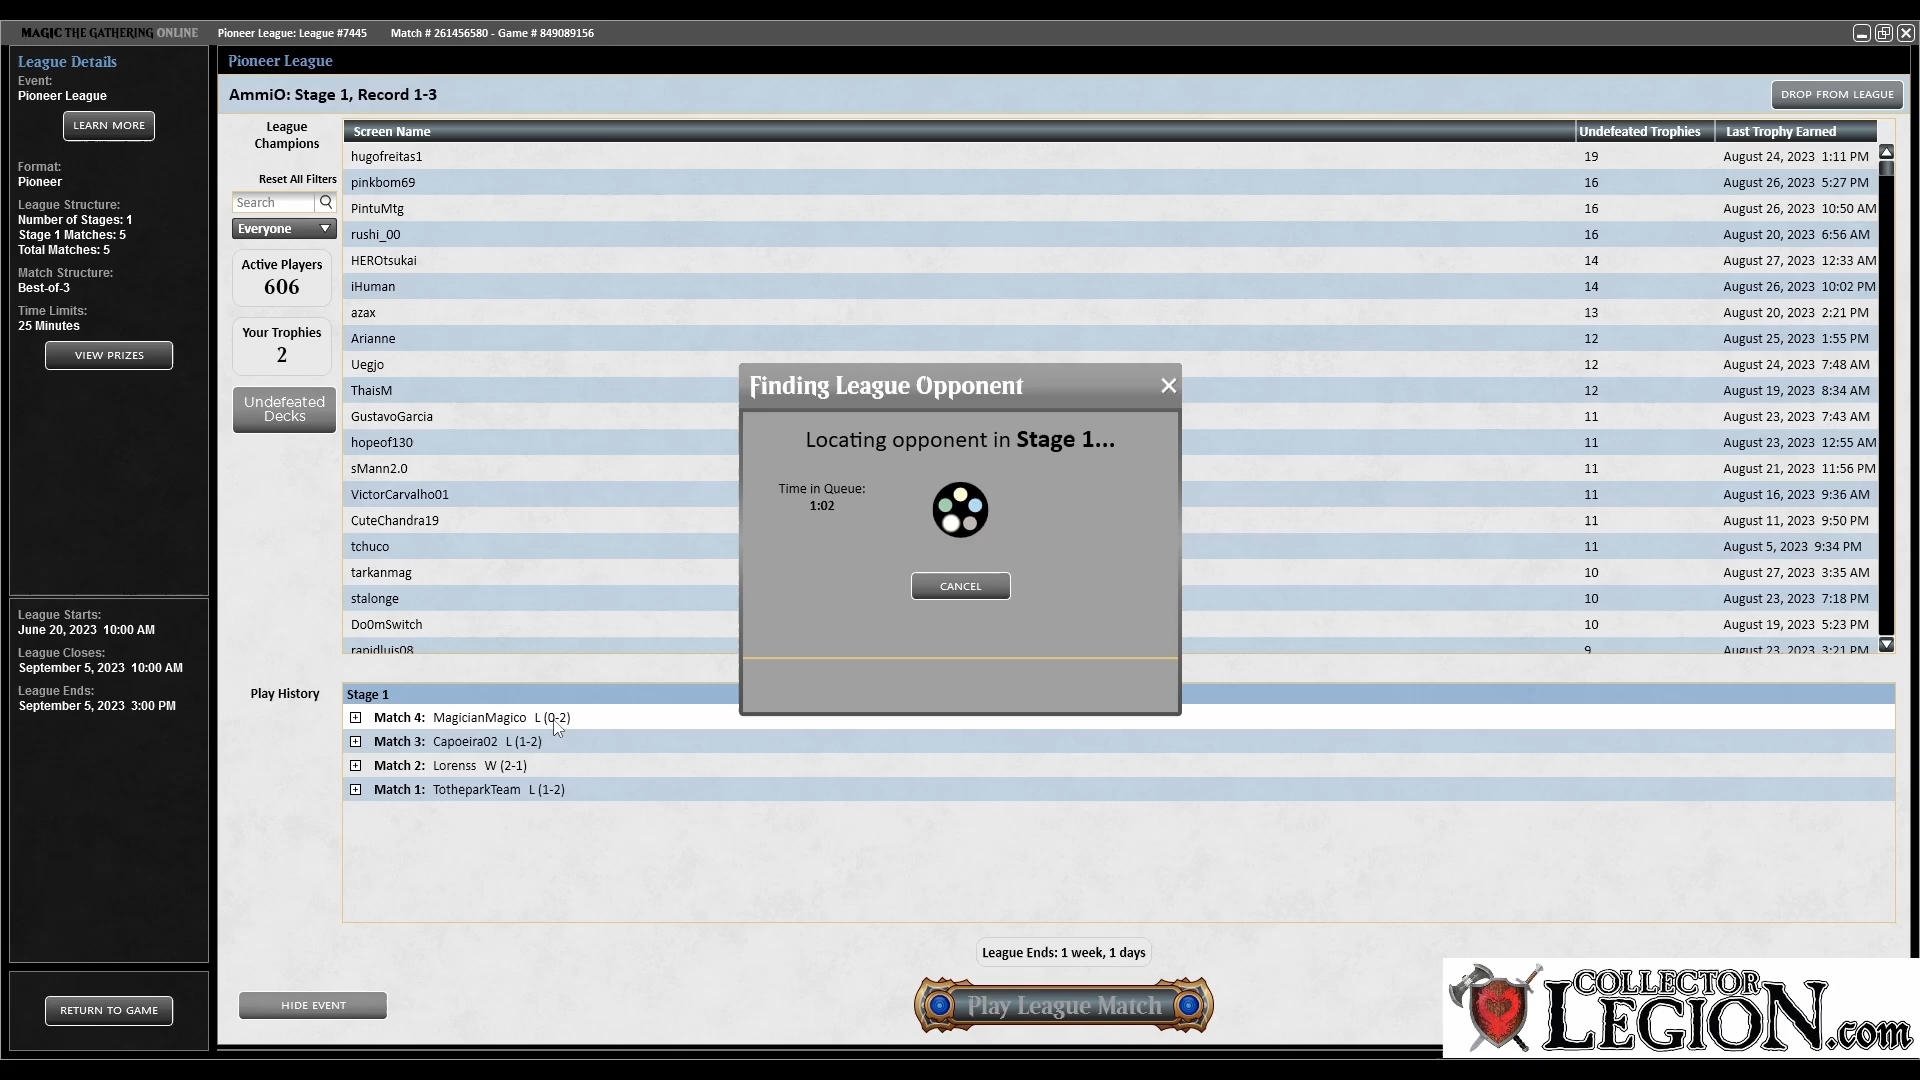 MAGIC THE GATHERING ONLINE
Pioneer League: League #7445 Match # 261456580 - Game # 849089156
League Details
Event:
Pioneer League
LEARN MORE
Format:
Pioneer
League Structure:
Number of Stages: 1
Stage 1 Matches: 5
Total Matches: 5
Match Structure:
Best-of-3
Time Limits:
25 Minutes
VIEW PRIZES
League Starts:
June 20, 2023 10:00 AM
League Closes:
September 5, 2023 10:00 AM
League Ends:
September 5, 2023 3:00 PM
RETURN TO GAME
Pioneer League
AmmiO: Stage 1, Record 1-3
DROP FROM LEAGUE
League
Champions
Reset All Filters
Search
Everyone
Active Players
606
Your Trophies
2
Undefeated
Decks
Screen Name Undefeated Trophies Last Trophy Earned
hugofreitas1 19 August 24, 2023 1:11 PM
pinkbom69 16 August 26, 2023 5:27 PM
PintuMtg 16 August 26, 2023 10:50 AM
rushi_00 16 August 20, 2023 6:56 AM
HEROtsukai 14 August 27, 2023 12:33 AM
iHuman 14 August 26, 2023 10:02 PM
azax 13 August 20, 2023 2:21 PM
Arianne 12 August 25, 2023 1:55 PM
Uegjo 12 August 24, 2023 7:48 AM
ThaisM 12 August 19, 2023 8:34 AM
GustavoGarcia 11 August 23, 2023 7:43 AM
hopeof130 11 August 23, 2023 12:55 AM
sMann2.0 11 August 21, 2023 11:56 PM
VictorCarvalho01 11 August 16, 2023 9:36 AM
CuteChandra19 11 August 11, 2023 9:50 PM
tchuco 11 August 5, 2023 9:34 PM
tarkanmag 10 August 27, 2023 3:35 AM
stalonge 10 August 23, 2023 7:18 PM
Do0mSwitch 10 August 19, 2023 5:23 PM
rapidluis08 9 August 23, 2023 3:21 PM
Finding League Opponent
Locating opponent in Stage 1...
Time in Queue:
1:02
CANCEL
Play History
Stage 1
Match 4: MagicianMagico L (0-2)
Match 3: Capoeira02 L (1-2)
Match 2: Lorenss W (2-1)
Match 1: TotheparkTeam L (1-2)
League Ends: 1 week, 1 days
HIDE EVENT
Play League Match
COLLECTOR
LEGION.com